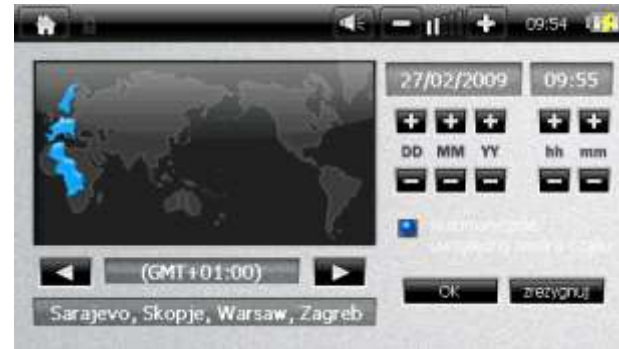 09:54
27/02/2009 09:55
DD MM YY hh mm
(GMT+01:00)
OK zrezygnuj
Sarajevo, Skopje, Warsaw, Zagreb